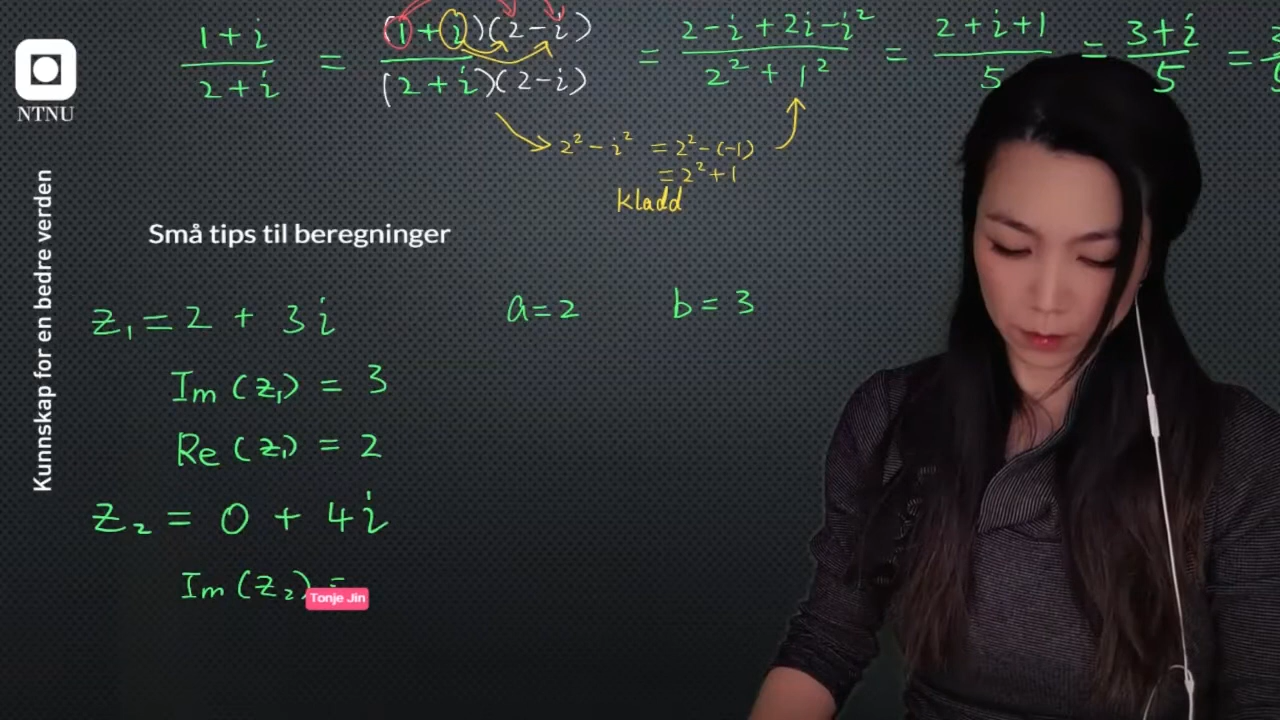 1+i / 2+i = (1+i)(2-i) / (2+i)(2-i) = 2-i+2i-i² / 2²+1² = 2+i+1 / 5 = 3+i / 5 =
NTNU
2²-i² = 2²-(-1)
= 2²+1
kladd
Kunnskap for en bedre verden
Små tips til beregninger
z₁ = 2 + 3i a=2 b=3
Im(z₁) = 3
Re(z₁) = 2
z₂ = 0 + 4i
Im(z₂) =
Tonje Jin